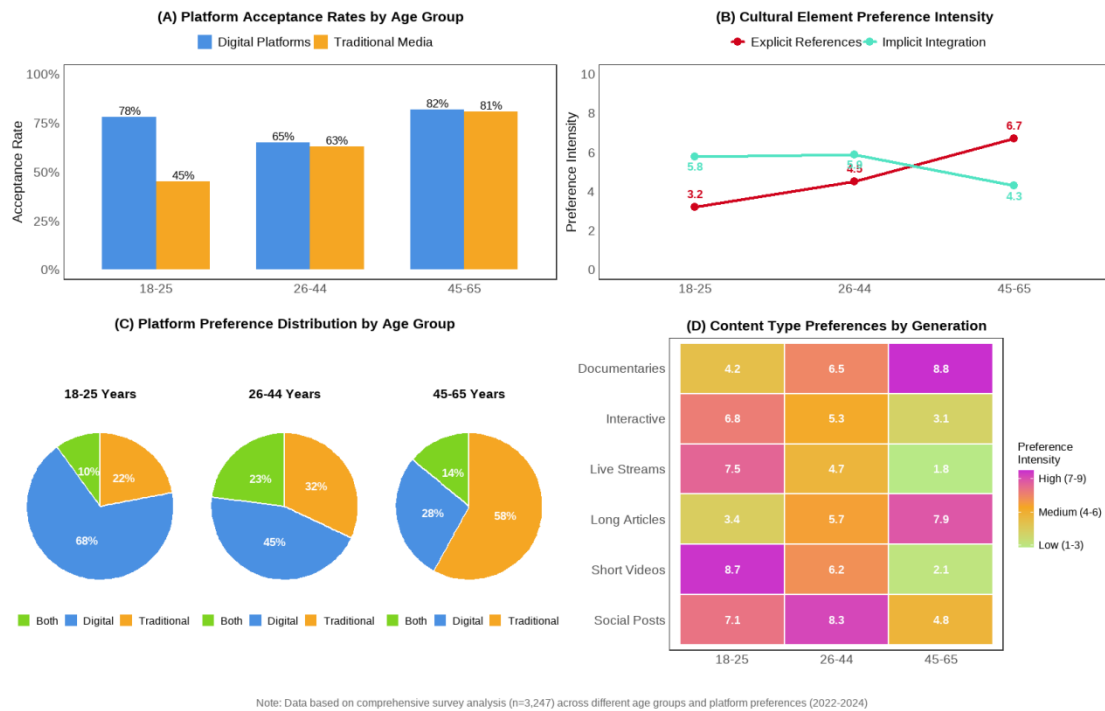 (A) Platform Acceptance Rates by Age Group
Digital Platforms Traditional Media
Acceptance Rate
100%
75%
50%
25%
0%
78%
45%
65%
63%
82%
81%
18-25 26-44 45-65
(B) Cultural Element Preference Intensity
Explicit References Implicit Integration
Preference Intensity
10
8
6
4
2
0
5.8
3.2
4.5
6.7
4.3
18-25 26-44 45-65
(C) Platform Preference Distribution by Age Group
18-25 Years
10%
22%
68%
Both Digital Traditional
26-44 Years
23%
32%
45%
Both Digital Traditional
45-65 Years
14%
28%
58%
Both Digital Traditional
(D) Content Type Preferences by Generation
Documentaries 4.2 6.5 8.8
Interactive 6.8 5.3 3.1
Live Streams 7.5 4.7 1.8
Long Articles 3.4 5.7 7.9
Short Videos 8.7 6.2 2.1
Social Posts 7.1 8.3 4.8
18-25 26-44 45-65
Preference
Intensity
High (7-9)
Medium (4-6)
Low (1-3)
Note: Data based on comprehensive survey analysis (n=3,247) across different age groups and platform preferences (2022-2024)